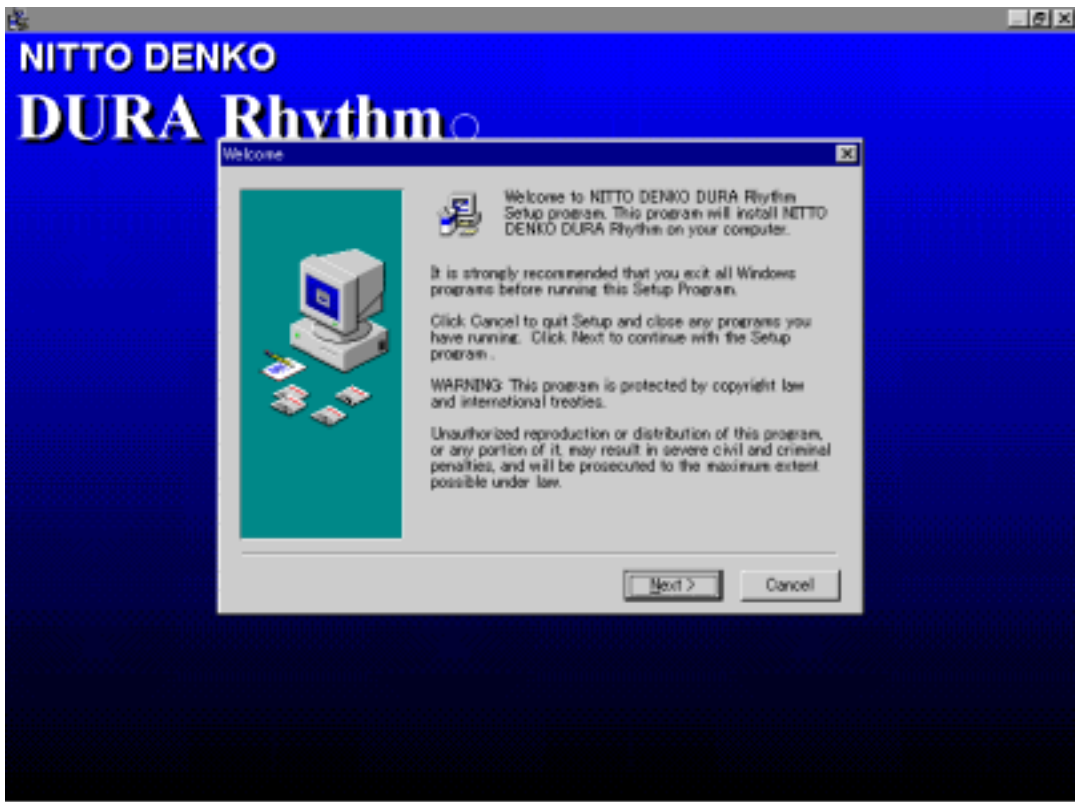 NITTO DENKO
DURA Rhythm
Welcome
Welcome to NITTO DENKO DURA Rhythm
Setup program. This program will install NITTO
DENKO DURA Rhythm on your computer.
It is strongly recommended that you exit all Windows
programs before running this Setup Program.
Click Cancel to quit Setup and close any programs you
have running. Click Next to continue with the Setup
program .
WARNING: This program is protected by copyright law
and international treaties.
Unauthorized reproduction or distribution of this program,
or any portion of it, may result in severe civil and criminal
penalties, and will be prosecuted to the maximum extent
possible under law.
Next >
Cancel